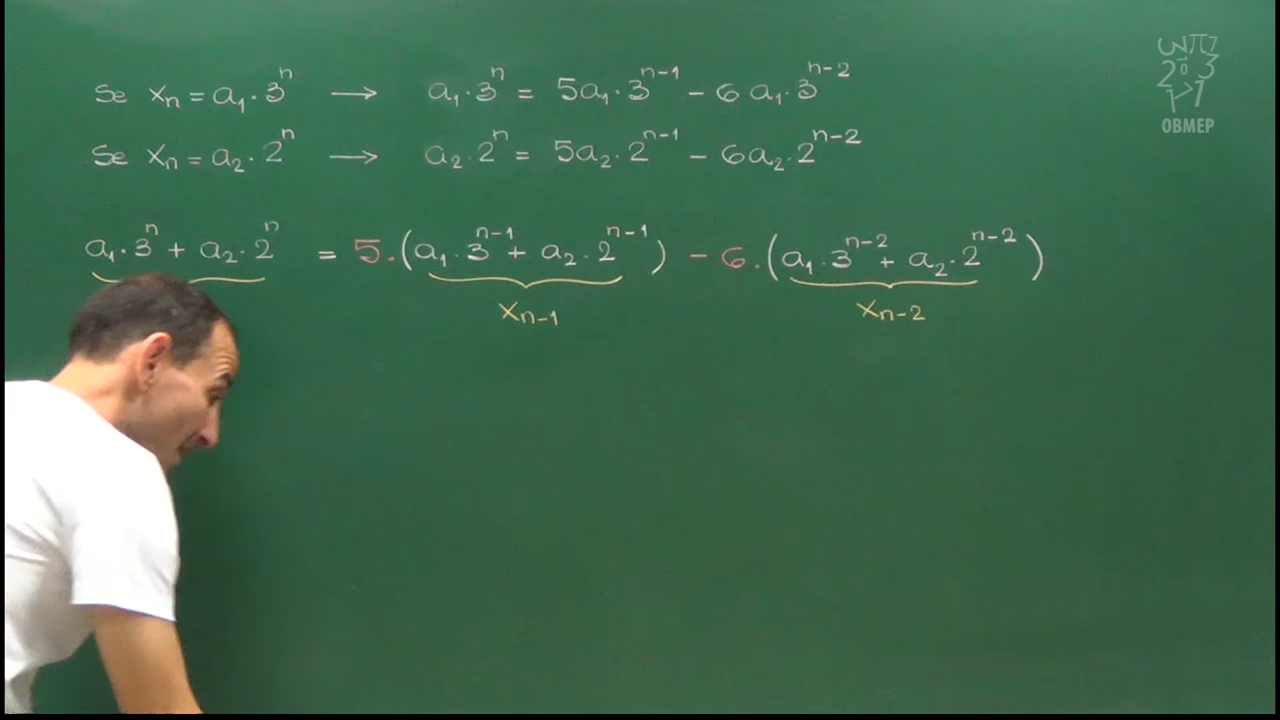 Se xₙ = a₁·3ⁿ → a₁·3ⁿ = 5a₁·3ⁿ⁻¹ − 6a₁·3ⁿ⁻²
Se xₙ = a₂·2ⁿ → a₂·2ⁿ = 5a₂·2ⁿ⁻¹ − 6a₂·2ⁿ⁻²
a₁·3ⁿ + a₂·2ⁿ = 5·(a₁·3ⁿ⁻¹ + a₂·2ⁿ⁻¹) − 6·(a₁·3ⁿ⁻² + a₂·2ⁿ⁻²)
xₙ₋₁ xₙ₋₂
OBMEP